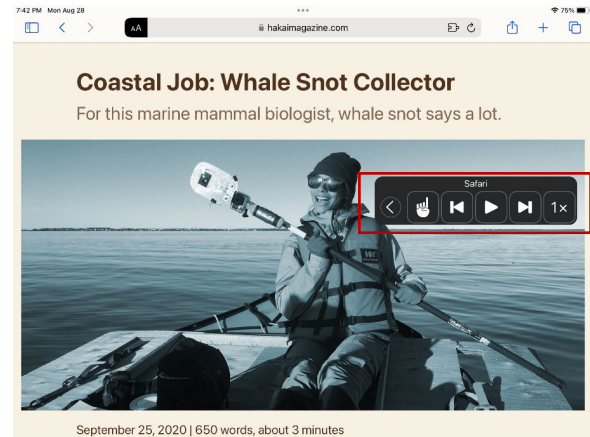 7:42 PM Mon Aug 28
75%
AA
hakaimagazine.com
Coastal Job: Whale Snot Collector
For this marine mammal biologist, whale snot says a lot.
Safari
1×
HH
September 25, 2020 | 650 words, about 3 minutes